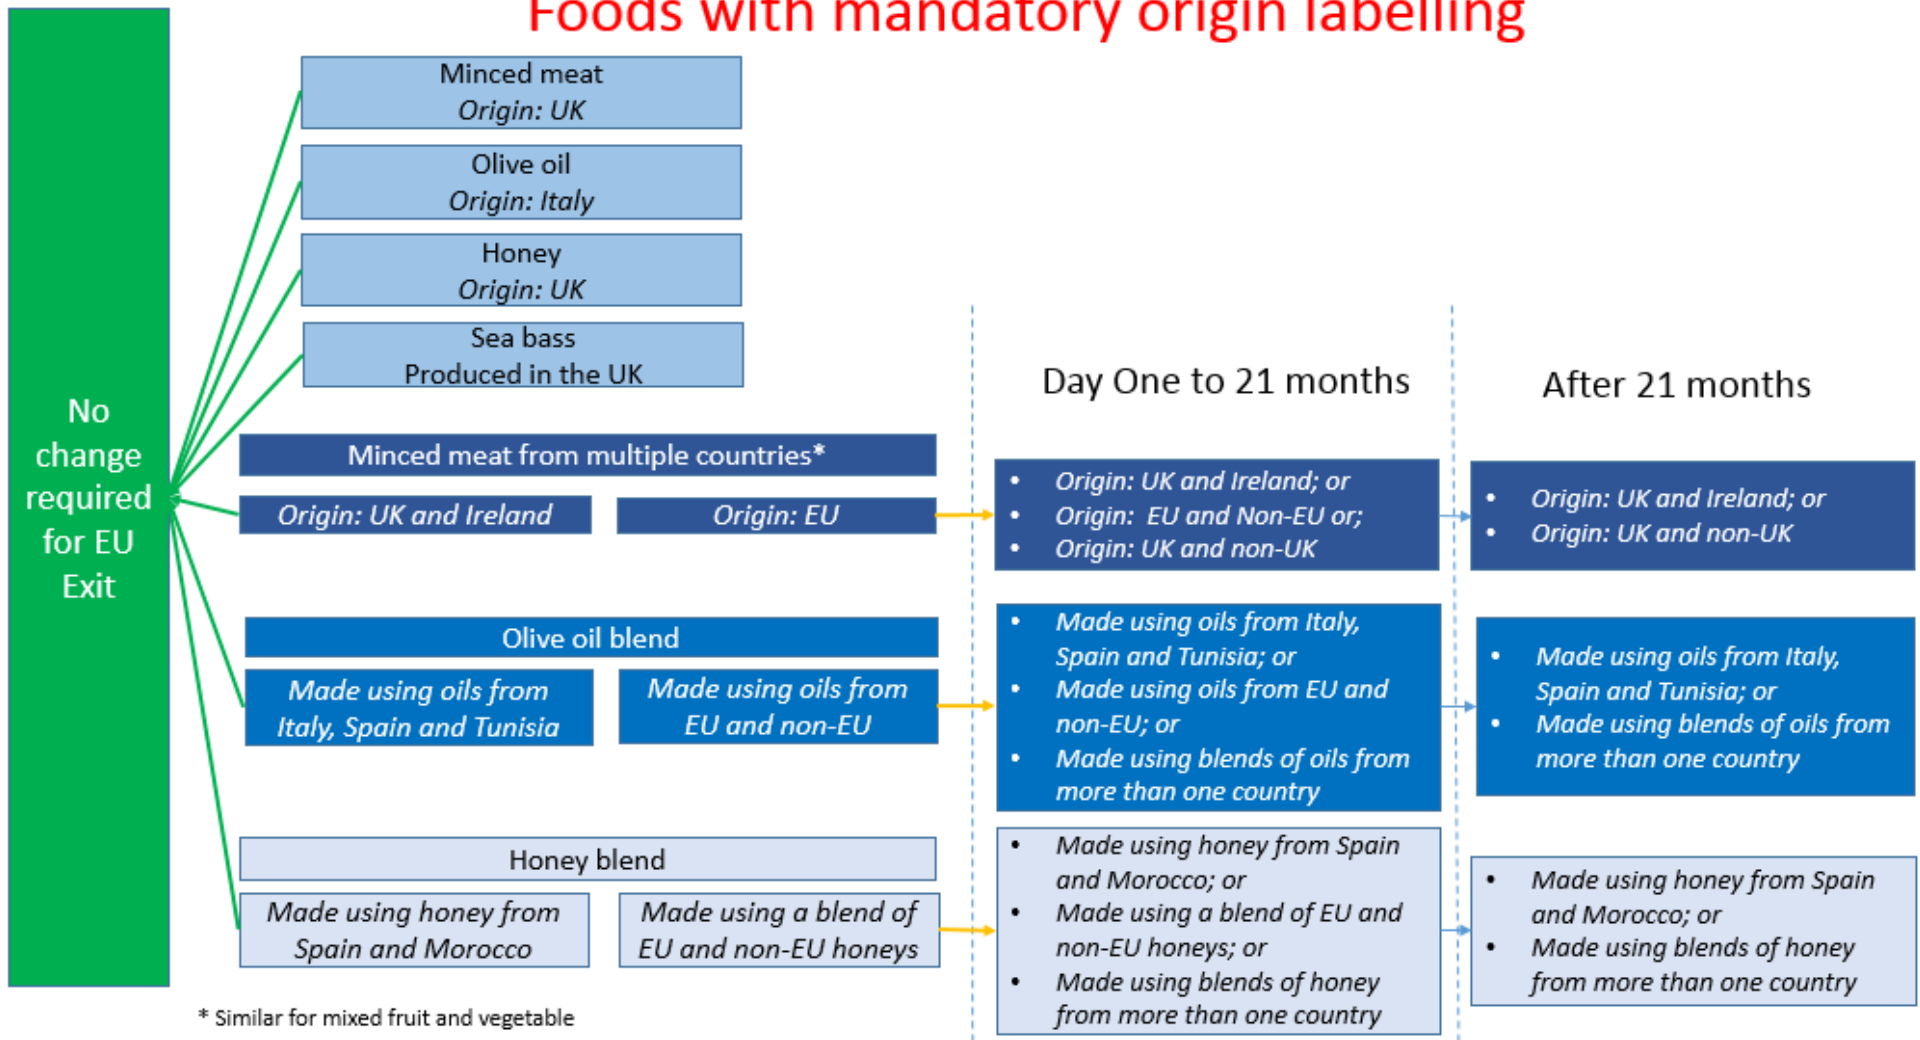 Foods with mandatory origin labelling
No
change
required
for EU
Exit
Minced meat
Origin: UK
Olive oil
Origin: Italy
Honey
Origin: UK
Sea bass
Produced in the UK
Day One to 21 months
After 21 months
Minced meat from multiple countries*
Origin: UK and Ireland
Origin: EU
• Origin: UK and Ireland; or
• Origin: EU and Non-EU or;
• Origin: UK and non-UK
• Origin: UK and Ireland; or
• Origin: UK and non-UK
Olive oil blend
Made using oils from
Italy, Spain and Tunisia
Made using oils from
EU and non-EU
• Made using oils from Italy,
Spain and Tunisia; or
• Made using oils from EU and
non-EU; or
• Made using blends of oils from
more than one country
• Made using oils from Italy,
Spain and Tunisia; or
• Made using blends of oils from
more than one country
Honey blend
Made using honey from
Spain and Morocco
Made using a blend of
EU and non-EU honeys
• Made using honey from Spain
and Morocco; or
• Made using a blend of EU and
non-EU honeys; or
• Made using blends of honey
from more than one country
• Made using honey from Spain
and Morocco; or
• Made using blends of honey
from more than one country
* Similar for mixed fruit and vegetable